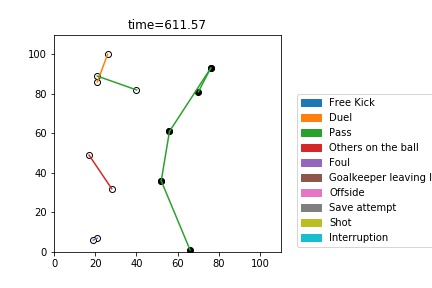 time=611.57
100
80
60
40
20
0
0 20 40 60 80 100
Free Kick
Duel
Pass
Others on the ball
Foul
Goalkeeper leaving l
Offside
Save attempt
Shot
Interruption